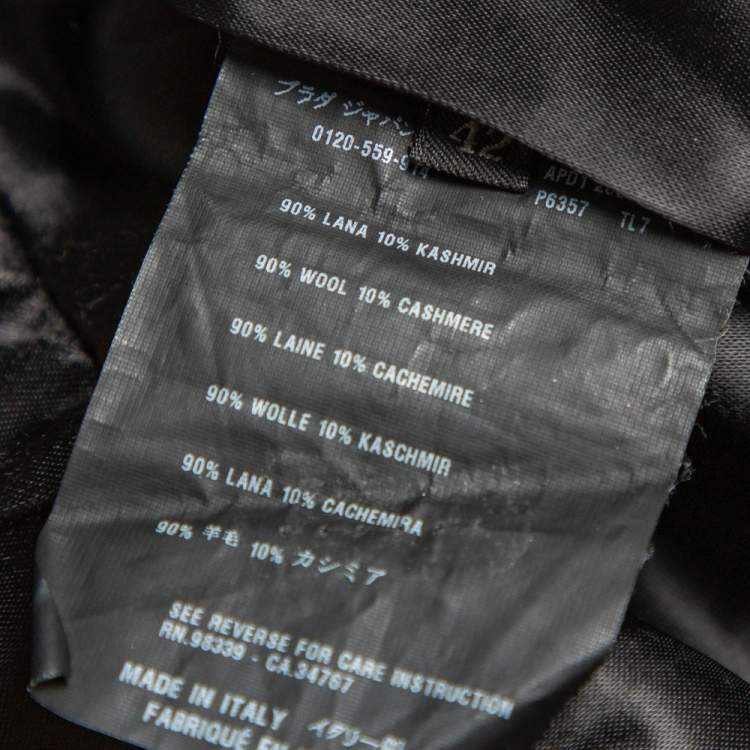 プラダ ジャパン
0120-559-914
42
P6357 TL7
90% LANA 10% KASHMIR
90% WOOL 10% CASHMERE
90% LAINE 10% CACHEMIRE
90% WOLLE 10% KASCHMIR
90% LANA 10% CACHEMIRA
90% 羊毛 10% カシミア
SEE REVERSE FOR CARE INSTRUCTION
RN.98339 - CA.34767
MADE IN ITALY イタリー製
FABRIQUÉ EN